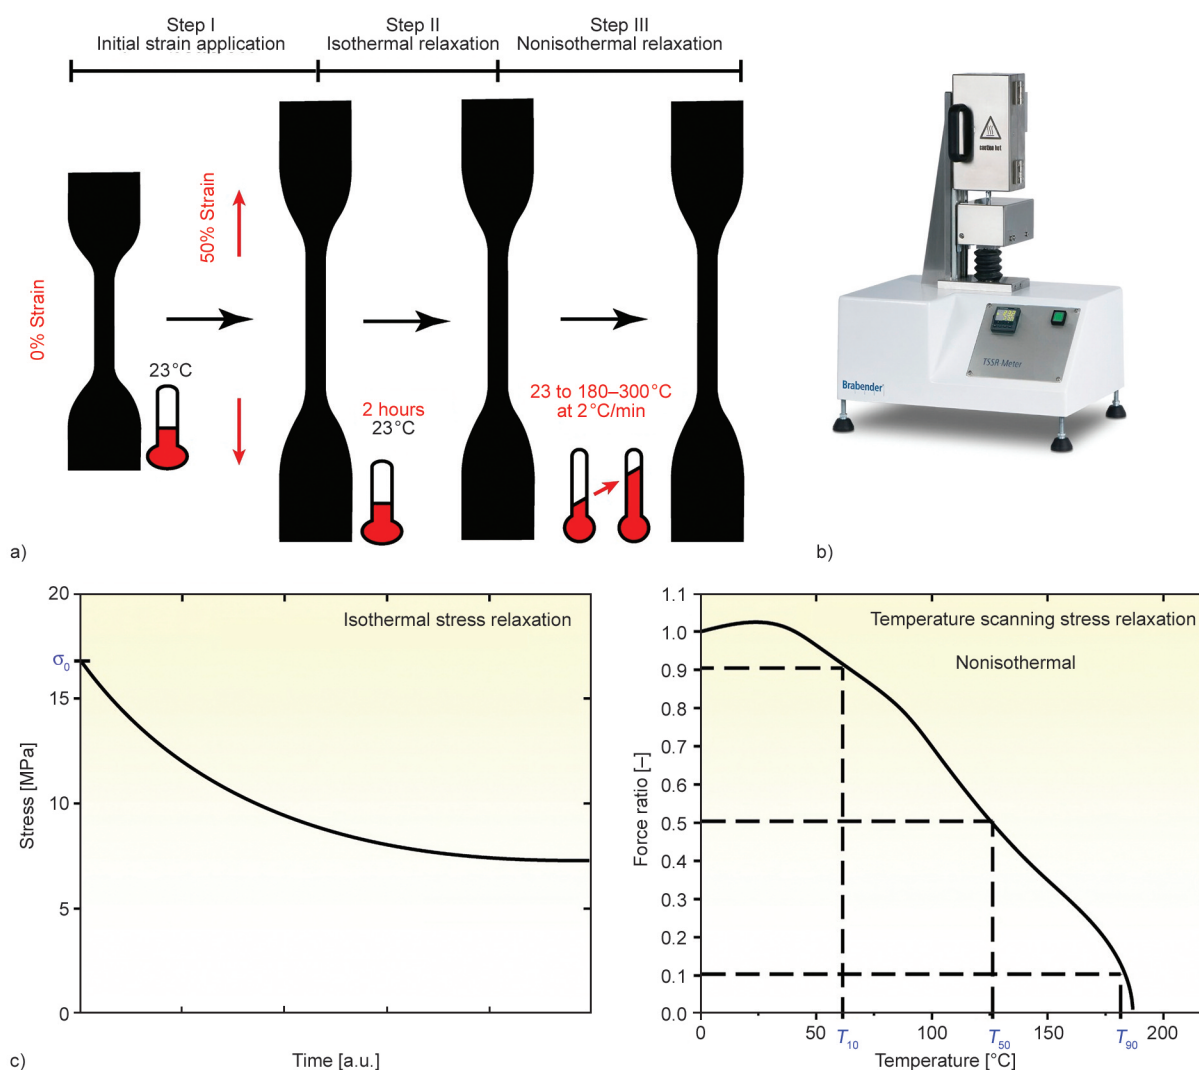 Step I
Initial strain application
Step II
Isothermal relaxation
Step III
Nonisothermal relaxation
0% Strain
50% Strain
23°C
2 hours
23°C
23 to 180–300°C
at 2°C/min
a)
caution hot
TSSR Meter
Brabender
b)
20
σ0
15
10
5
0
Stress [MPa]
Isothermal stress relaxation
Time [a.u.]
c)
1.1
1.0
0.9
0.8
0.7
0.6
0.5
0.4
0.3
0.2
0.1
0.0
Force ratio [–]
Temperature scanning stress relaxation
Nonisothermal
0
50
100
150
200
T10
T50
T90
Temperature [°C]